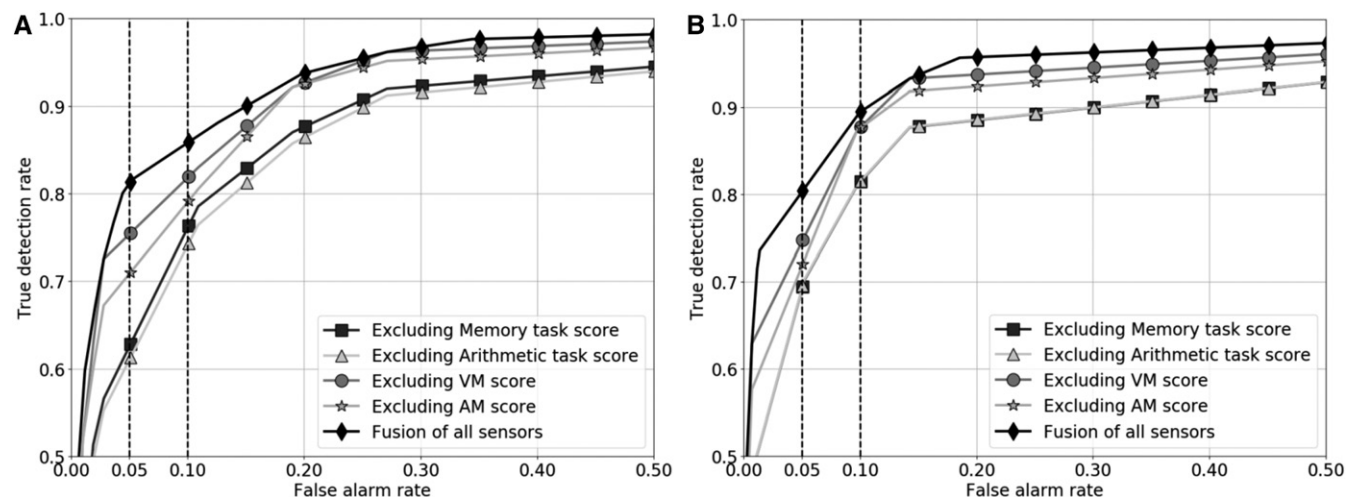 A
True detection rate
1.0
0.9
0.8
0.7
0.6
0.5
0.00 0.05 0.10 0.20 0.30 0.40 0.50
False alarm rate
Excluding Memory task score
Excluding Arithmetic task score
Excluding VM score
Excluding AM score
Fusion of all sensors
B
True detection rate
1.0
0.9
0.8
0.7
0.6
0.5
0.00 0.05 0.10 0.20 0.30 0.40 0.50
False alarm rate
Excluding Memory task score
Excluding Arithmetic task score
Excluding VM score
Excluding AM score
Fusion of all sensors